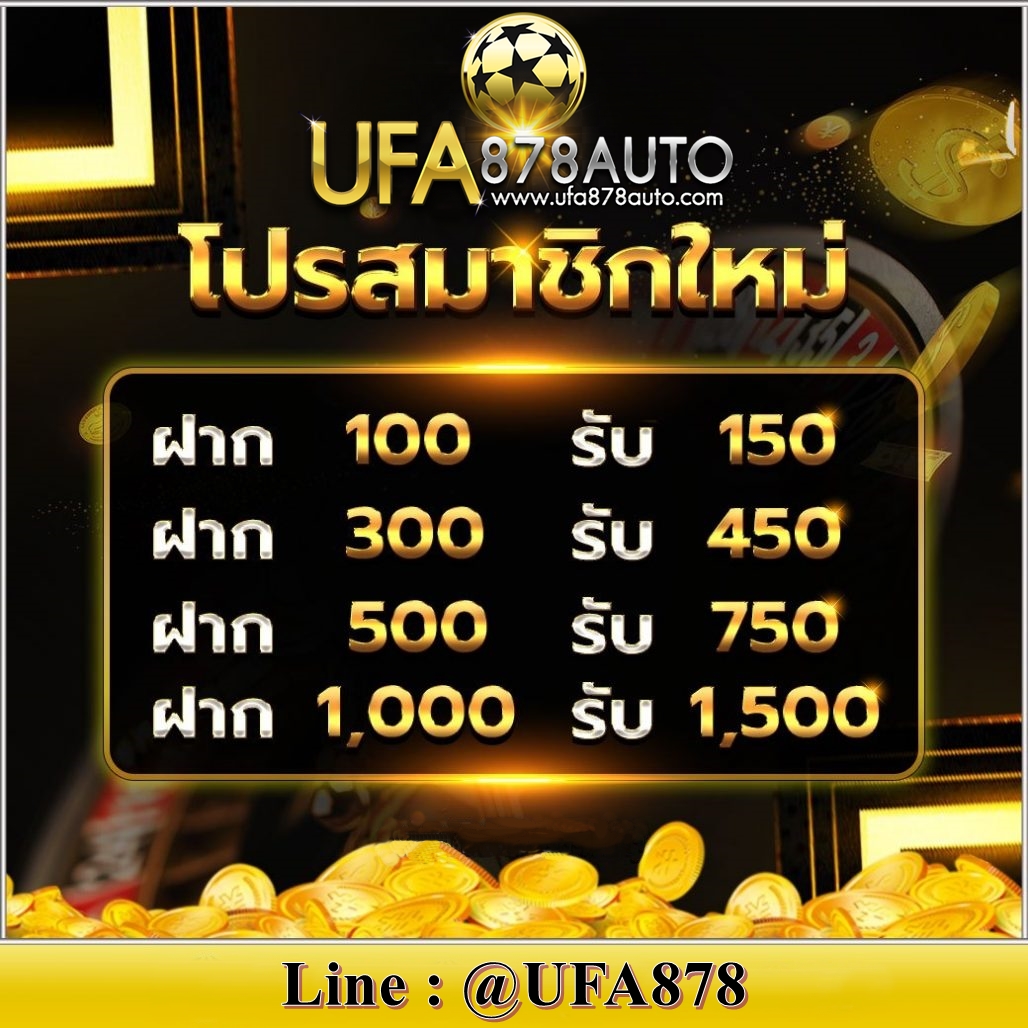 UFA878AUTO
www.ufa878auto.com
โปรสมาชิกใหม่
ฝาก 100 รับ 150
ฝาก 300 รับ 450
ฝาก 500 รับ 750
ฝาก 1,000 รับ 1,500
Line : @UFA878